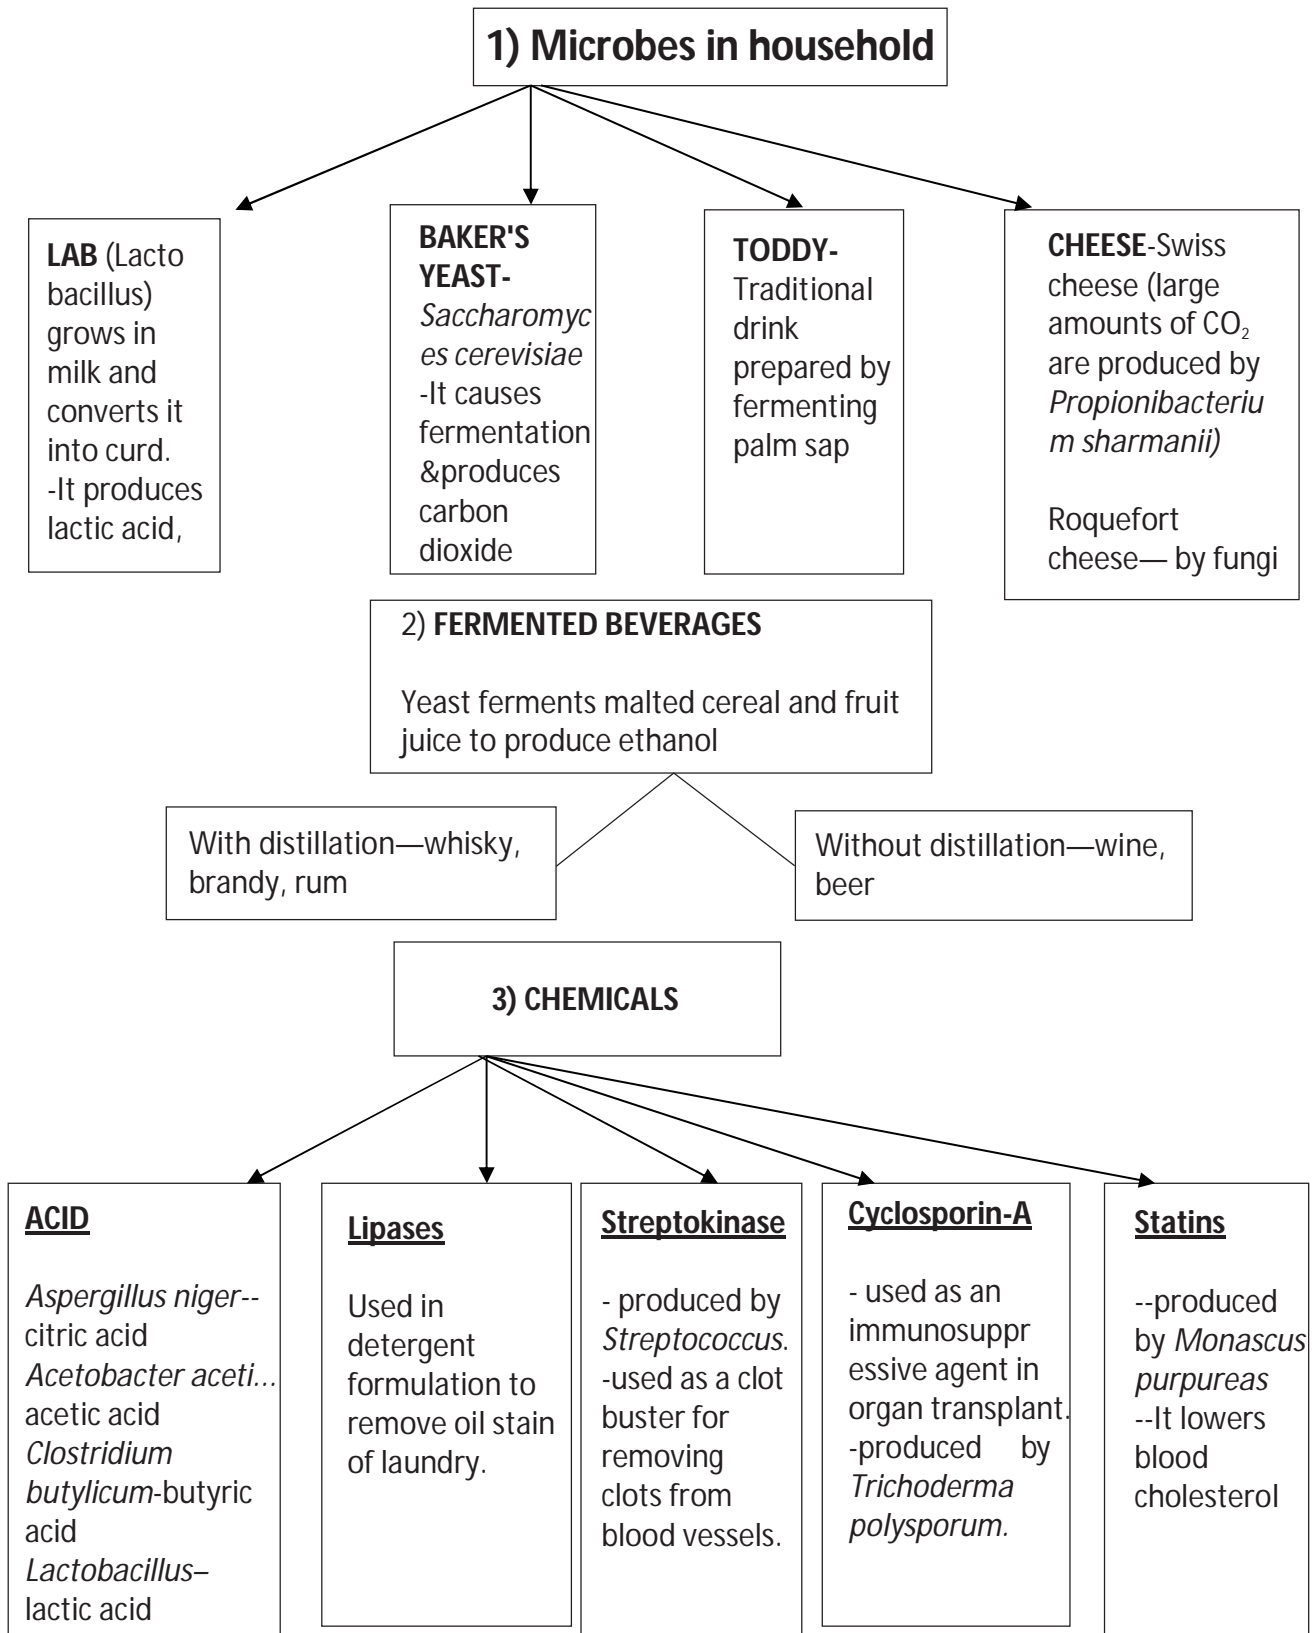 1) Microbes in household
LAB (Lacto
bacillus)
grows in
milk and
converts it
into curd.
-It produces
lactic acid,
BAKER'S
YEAST-
Saccharomyc
es cerevisiae
-It causes
fermentation
&produces
carbon
dioxide
TODDY-
Traditional
drink
prepared by
fermenting
palm sap
CHEESE-Swiss
cheese (large
amounts of CO₂
are produced by
Propionibacteriu
m sharmanii)
Roquefort
cheese— by fungi
2) FERMENTED BEVERAGES
Yeast ferments malted cereal and fruit
juice to produce ethanol
With distillation—whisky,
brandy, rum
Without distillation—wine,
beer
3) CHEMICALS
ACID
Aspergillus niger--
citric acid
Acetobacter aceti...
acetic acid
Clostridium
butylicum-butyric
acid
Lactobacillus–
lactic acid
Lipases
Used in
detergent
formulation to
remove oil stain
of laundry.
Streptokinase
- produced by
Streptococcus.
-used as a clot
buster for
removing
clots from
blood vessels.
Cyclosporin-A
- used as an
immunosuppr
essive agent in
organ transplant.
-produced by
Trichoderma
polysporum.
Statins
--produced
by Monascus
purpureas
--It lowers
blood
cholesterol